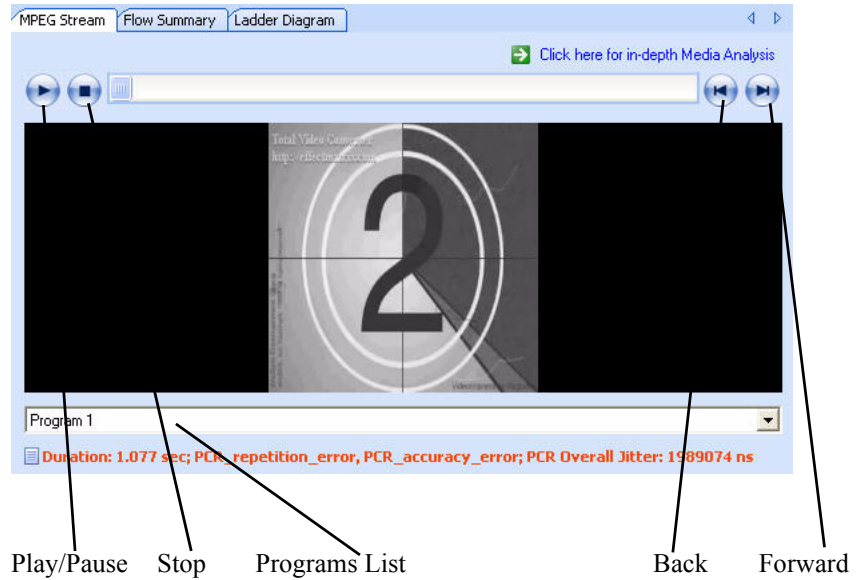 MPEG Stream Flow Summary Ladder Diagram
Click here for in-depth Media Analysis
Total Video
2
Program 1
Duration: 1.077 sec; PCR_repetition_error, PCR_accuracy_error; PCR Overall Jitter: 1989074 ns
Play/Pause Stop Programs List Back Forward